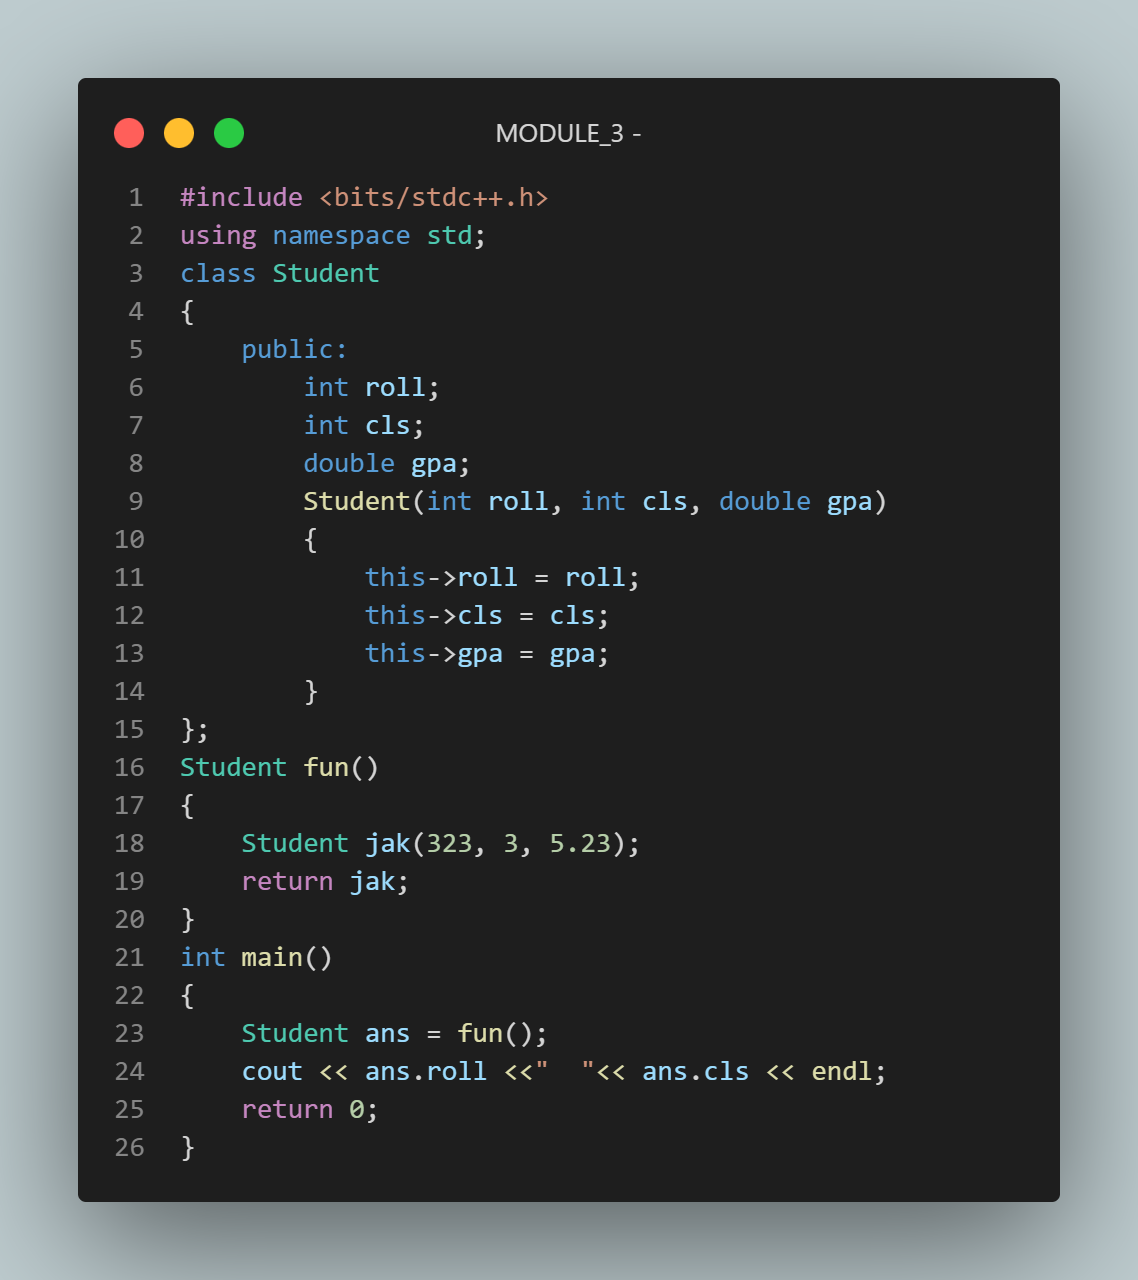 MODULE_3 -
1 #include <bits/stdc++.h>
2 using namespace std;
3 class Student
4 {
5     public:
6         int roll;
7         int cls;
8         double gpa;
9         Student(int roll, int cls, double gpa)
10         {
11             this->roll = roll;
12             this->cls = cls;
13             this->gpa = gpa;
14         }
15 };
16 Student fun()
17 {
18     Student jak(323, 3, 5.23);
19     return jak;
20 }
21 int main()
22 {
23     Student ans = fun();
24     cout << ans.roll <<"  "<< ans.cls << endl;
25     return 0;
26 }